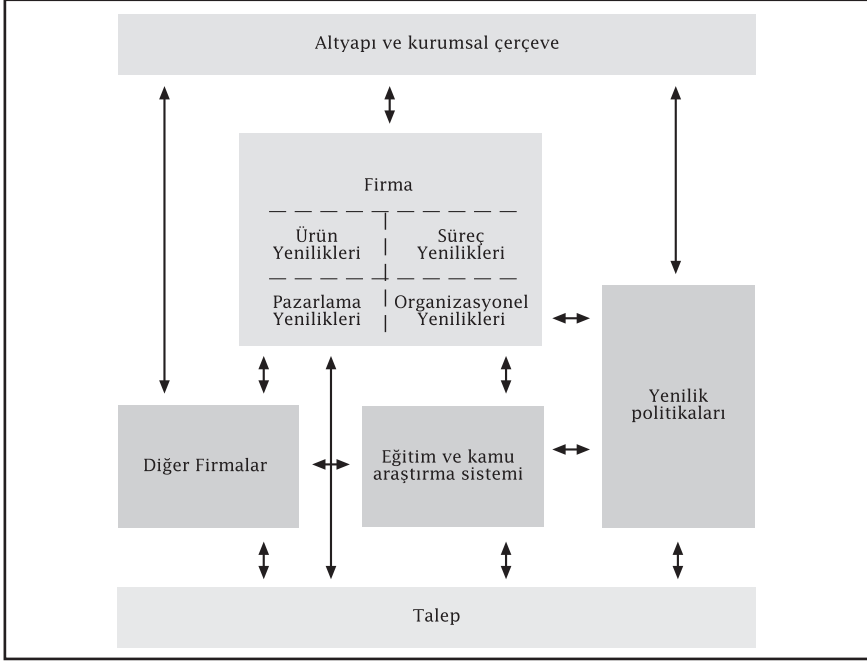 Altyapı ve kurumsal çerçeve
Firma
Ürün
Yenilikleri
Süreç
Yenilikleri
Pazarlama
Yenilikleri
Organizasyonel
Yenilikleri
Yenilik
politikaları
Diğer Firmalar
Eğitim ve kamu
araştırma sistemi
Talep